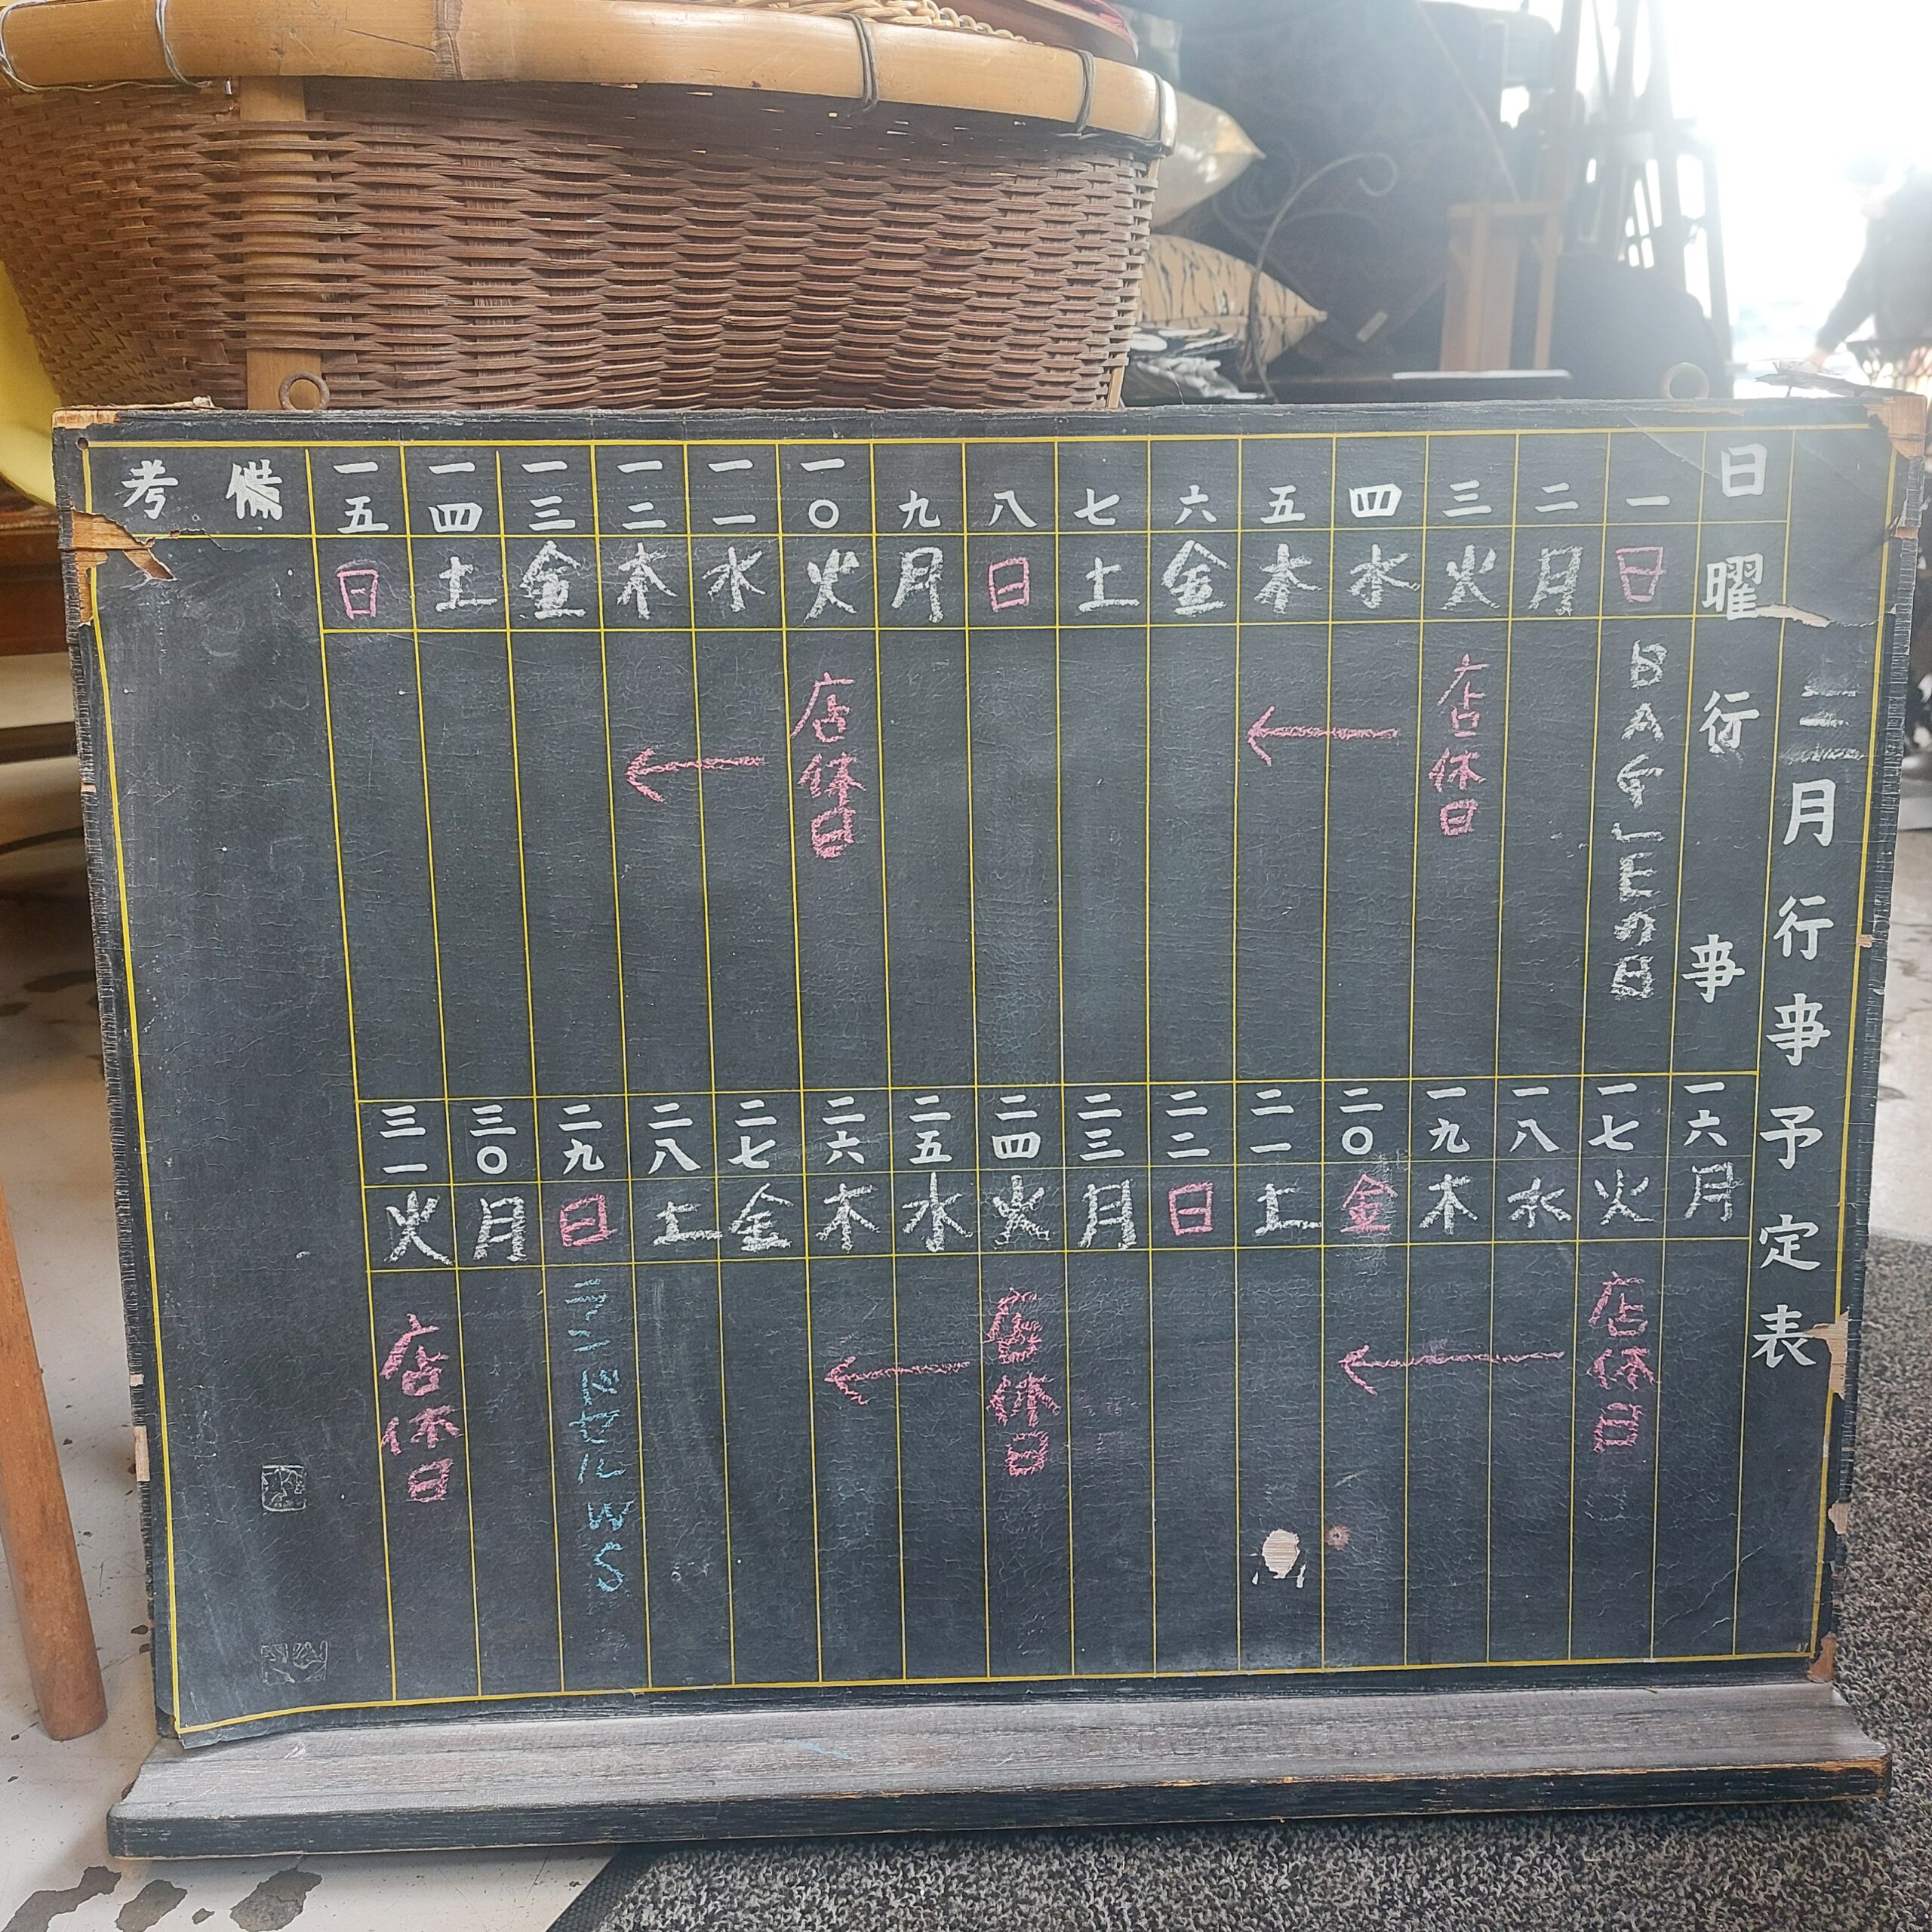 三月行事予定表
日曜行事
一日BAGLEの日
二月
三火店休日
四水
五木
六金
七土
八日
九月
一〇火店休日
一一水
一二木
一三金
一四土
一五日
一六月
一七火店休日
一八水
一九木
二〇金
二一土
二二日
二三月
二四火店休日
二五水
二六木
二七金
二八土
二九日ランドセルWS
三〇月
三一火店休日
備考